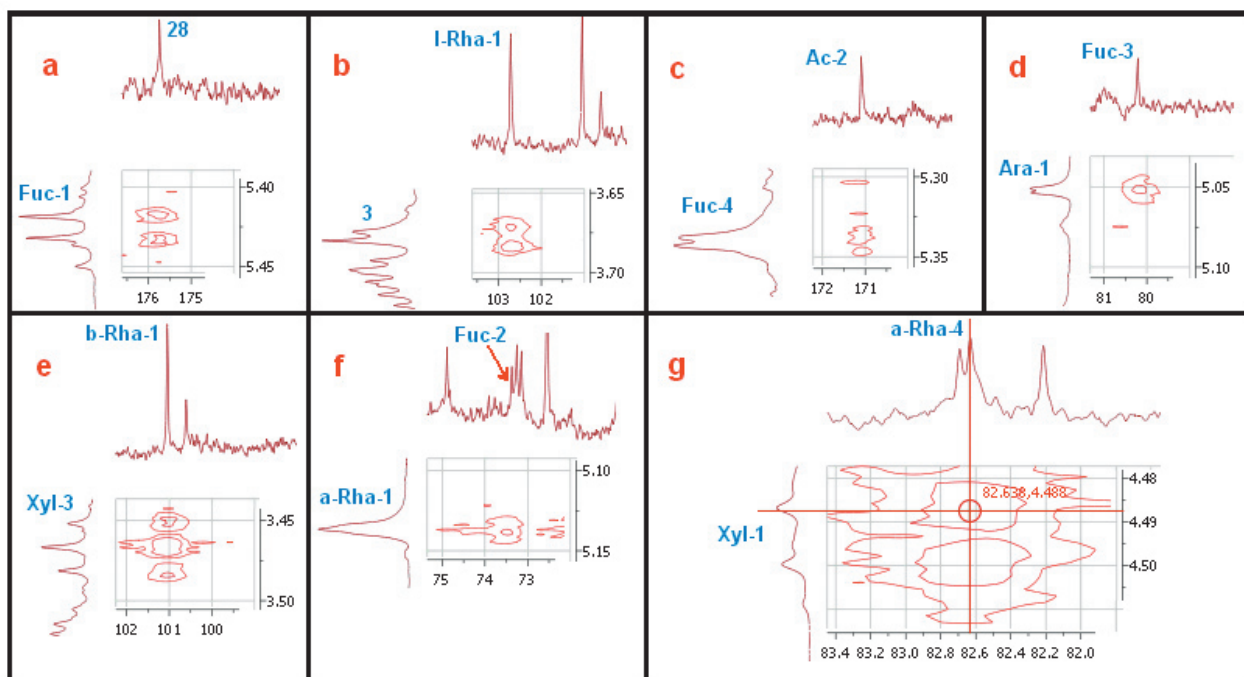 a
28
Fuc-1
5.40
5.45
176 175
b
l-Rha-1
3
3.65
3.70
103 102
c
Ac-2
Fuc-4
5.30
5.35
172 171
d
Fuc-3
Ara-1
5.05
5.10
81 80
e
b-Rha-1
Xyl-3
3.45
3.50
102 101 100
f
Fuc-2
a-Rha-1
5.10
5.15
75 74 73
g
a-Rha-4
Xyl-1
82.638,4.488
4.48
4.49
4.50
83.4 83.2 83.0 82.8 82.6 82.4 82.2 82.0